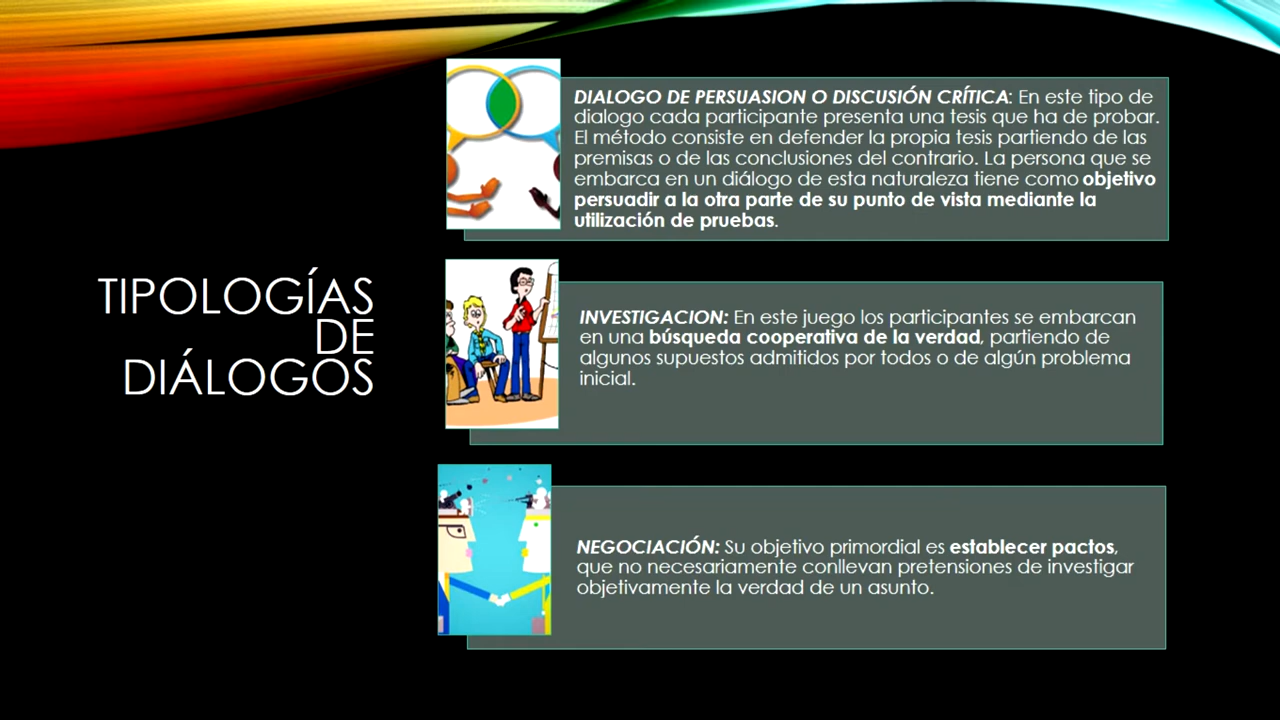 TIPOLOGÍAS
DE
DIÁLOGOS
DIALOGO DE PERSUASION O DISCUSIÓN CRÍTICA: En este tipo de
dialogo cada participante presenta una tesis que ha de probar.
El método consiste en defender la propia tesis partiendo de las
premisas o de las conclusiones del contrario. La persona que se
embarca en un diálogo de esta naturaleza tiene como objetivo
persuadir a la otra parte de su punto de vista mediante la
utilización de pruebas.
INVESTIGACION: En este juego los participantes se embarcan
en una búsqueda cooperativa de la verdad, partiendo de
algunos supuestos admitidos por todos o de algún problema
inicial.
NEGOCIACIÓN: Su objetivo primordial es establecer pactos,
que no necesariamente conllevan pretensiones de investigar
objetivamente la verdad de un asunto.